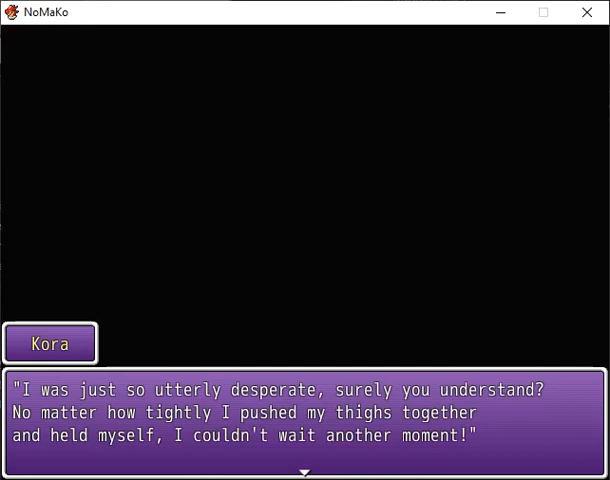 NoMaKo
Kora
"I was just so utterly desperate, surely you understand?
No matter how tightly I pushed my thighs together
and held myself, I couldn't wait another moment!"